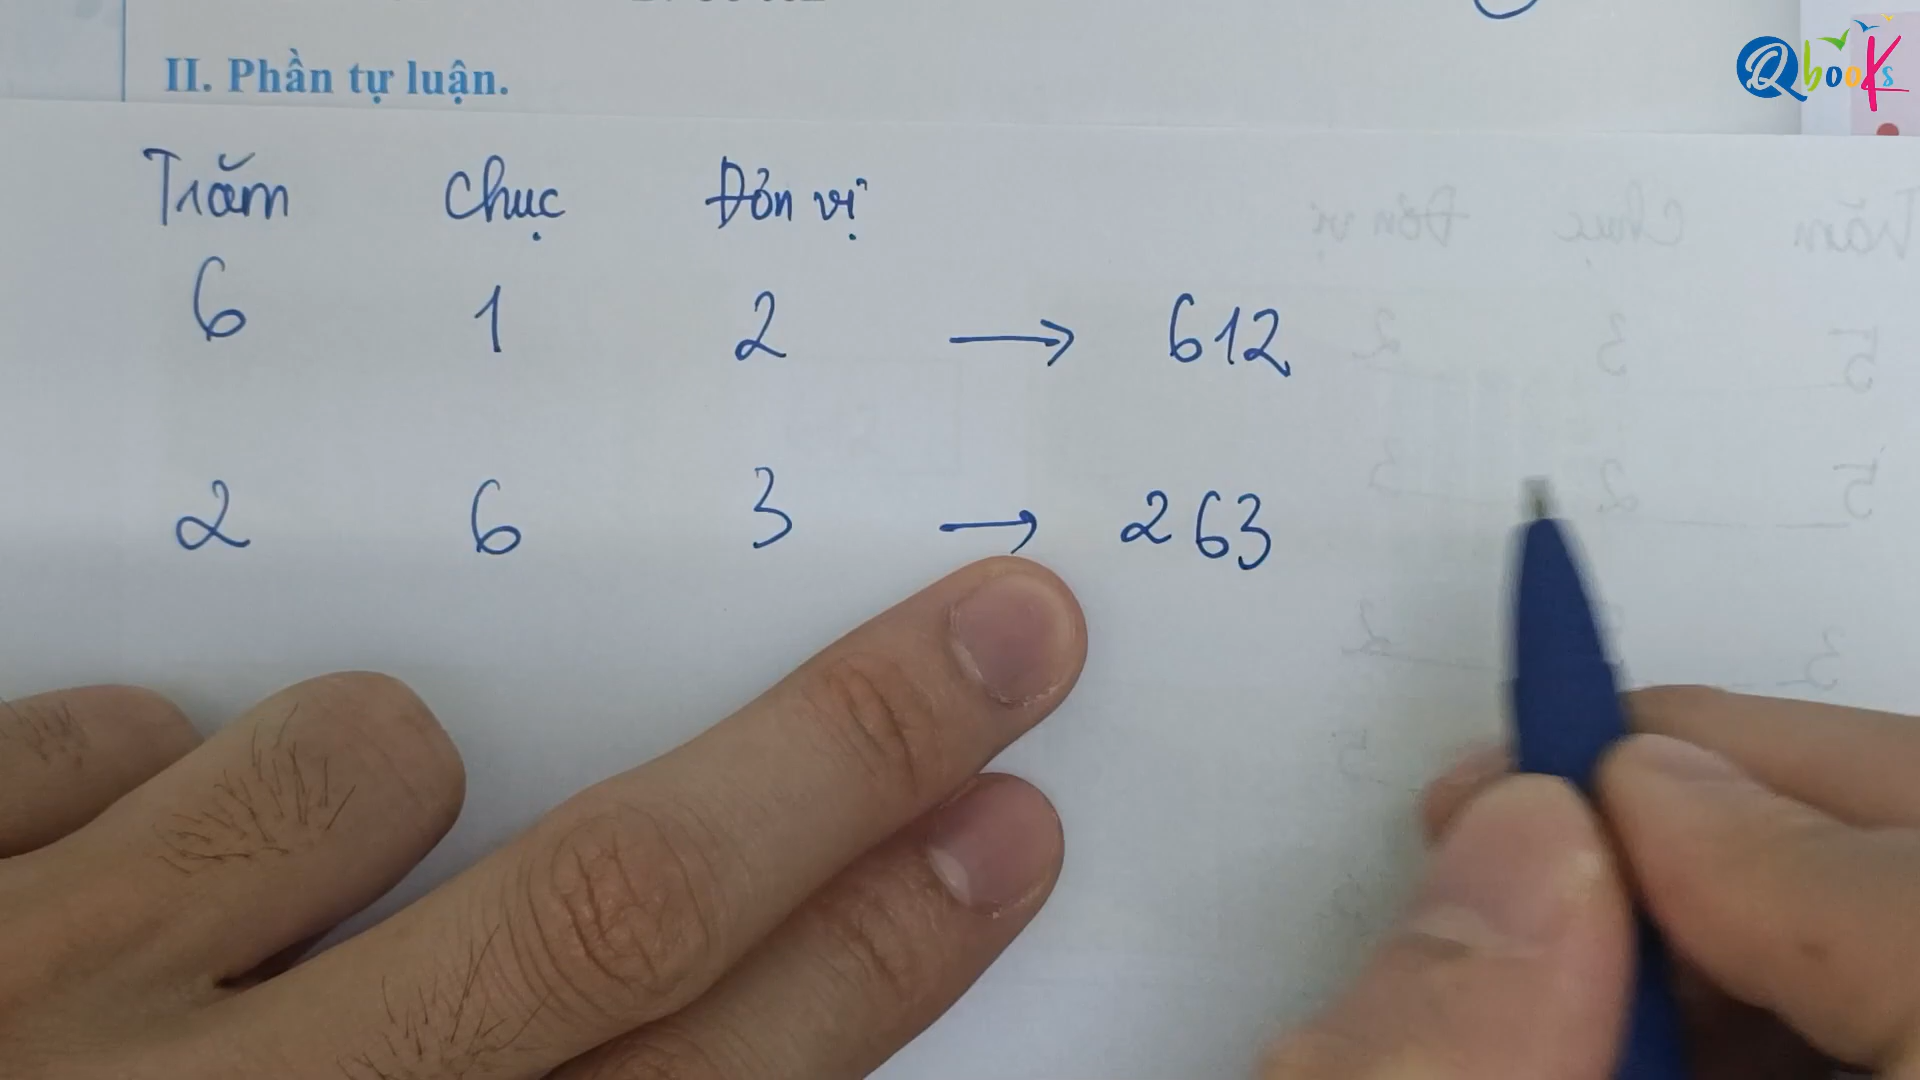 Qbooks
II. Phần tự luận.
Trăm Chục Đơn vị
6 1 2 → 612
2 6 3 → 263